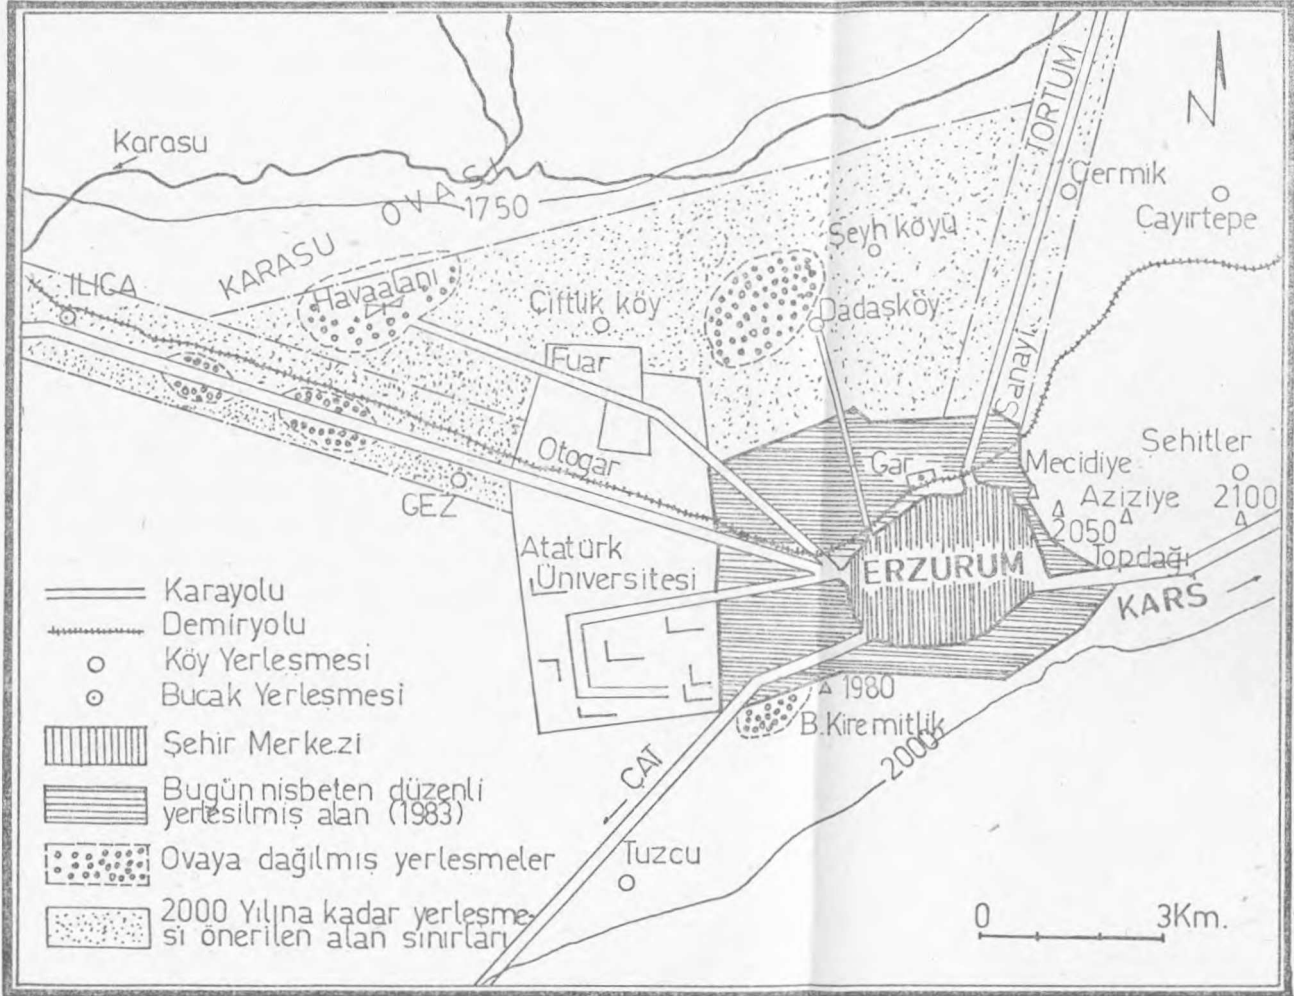 TORTUM
N
Karasu
OVASI
1750
Çermik
Cayırtepe
Şeyh köyü
KARASU
ILICA
Havaalanı
Çiftlik köy
Dadaşköy
Fuar
Sanayi
Otogar
Gar
Mecidiye
Şehitler
GEZ
Aziziye
2100
2050
Atatürk
Üniversitesi
Topdağı
ERZURUM
KARS
Karayolu
Demiryolu
Köy Yerleşmesi
Bucak Yerleşmesi
1980
B. Kiremitlik
Şehir Merkezi
2000
ÇAT
Bugün nisbeten düzenli
yerleşilmiş alan (1983)
Ovaya dağılmış yerleşmeler
Tuzcu
2000 Yılına kadar yerleşme-
si önerilen alan sınırları
0 3Km.